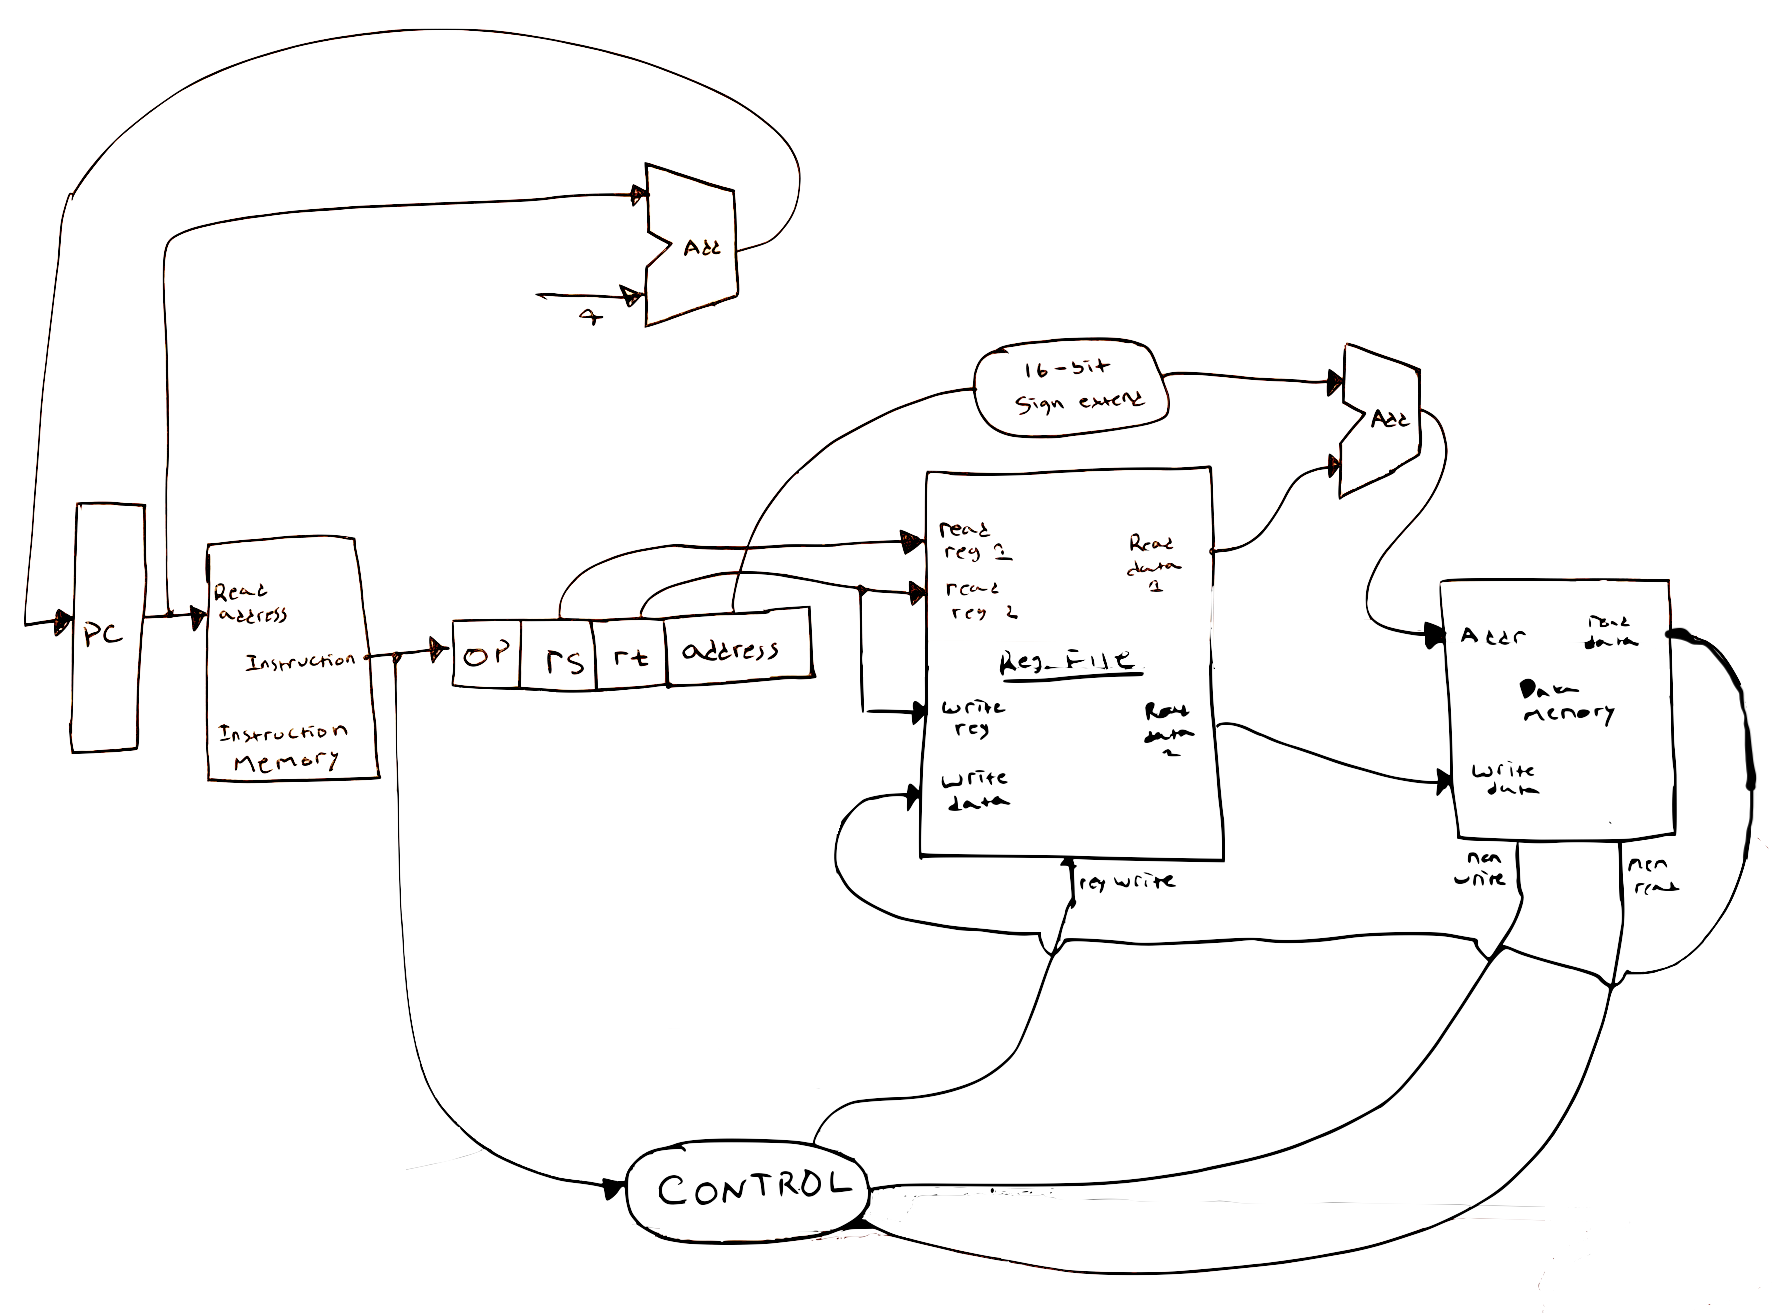 Add
4
16-bit
Sign extend
Add
PC
Read
address
Instruction
Instruction
Memory
OP rs rt address
read
reg 1
read
reg 2
Reg_File
write
reg
write
data
Read
data
1
Read
data
2
reg write
Addr
read
data
Data
Memory
write
data
mem
write
mem
read
CONTROL